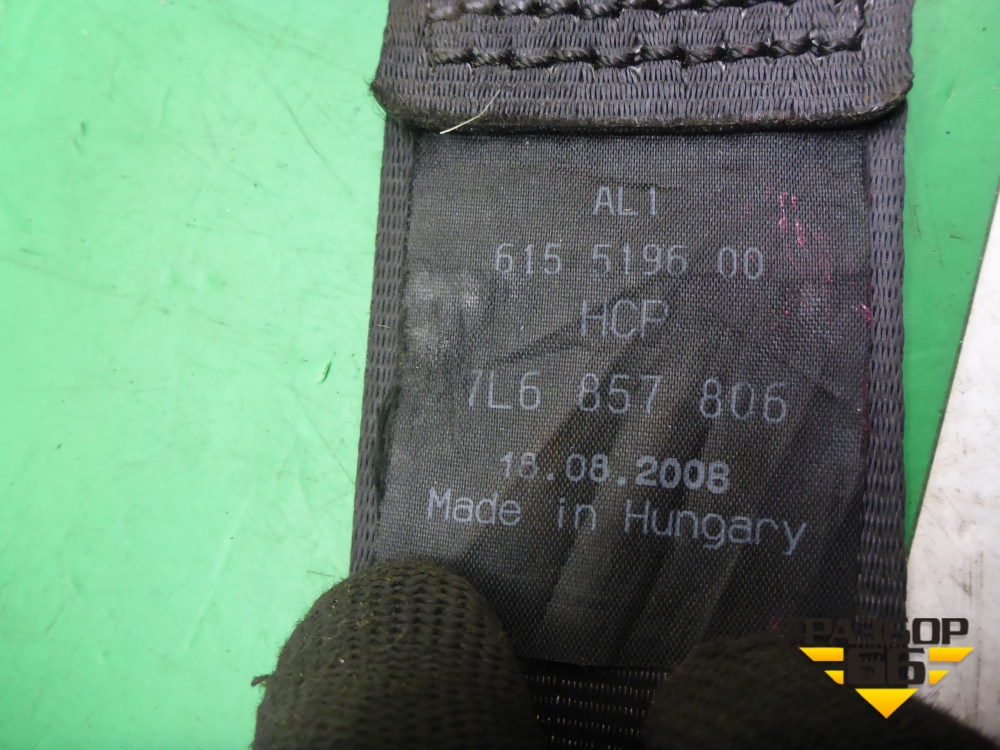 AL1
615 5196 00
HCP
7L6 857 806
18.08.2008
Made in Hungary
РАЗБОР
66